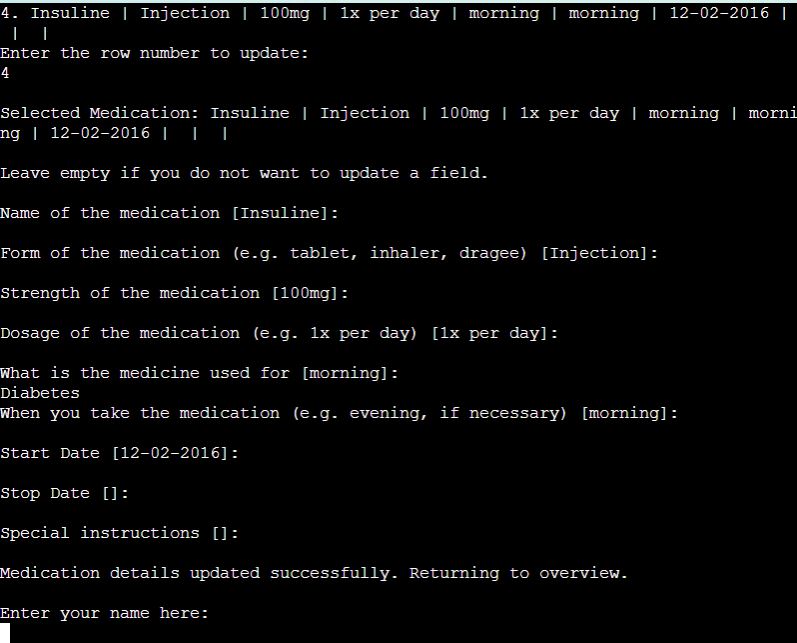 4. Insuline | Injection | 100mg | 1x per day | morning | morning | 12-02-2016 |
 |  |
Enter the row number to update:
4
Selected Medication: Insuline | Injection | 100mg | 1x per day | morning | morni
ng | 12-02-2016 |  |  |
Leave empty if you do not want to update a field.
Name of the medication [Insuline]:
Form of the medication (e.g. tablet, inhaler, dragee) [Injection]:
Strength of the medication [100mg]:
Dosage of the medication (e.g. 1x per day) [1x per day]:
What is the medicine used for [morning]:
Diabetes
When you take the medication (e.g. evening, if necessary) [morning]:
Start Date [12-02-2016]:
Stop Date []:
Special instructions []:
Medication details updated successfully. Returning to overview.
Enter your name here: